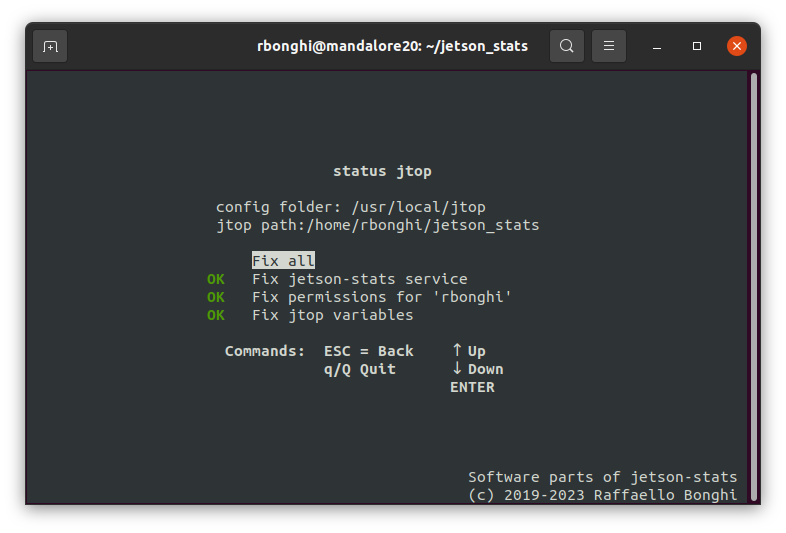 rbonghi@mandalore20: ~/jetson_stats
status jtop
config folder: /usr/local/jtop
jtop path:/home/rbonghi/jetson_stats
Fix all
OK Fix jetson-stats service
OK Fix permissions for 'rbonghi'
OK Fix jtop variables
Commands: ESC = Back ↑ Up
q/Q Quit ↓ Down
ENTER
Software parts of jetson-stats
(c) 2019-2023 Raffaello Bonghi